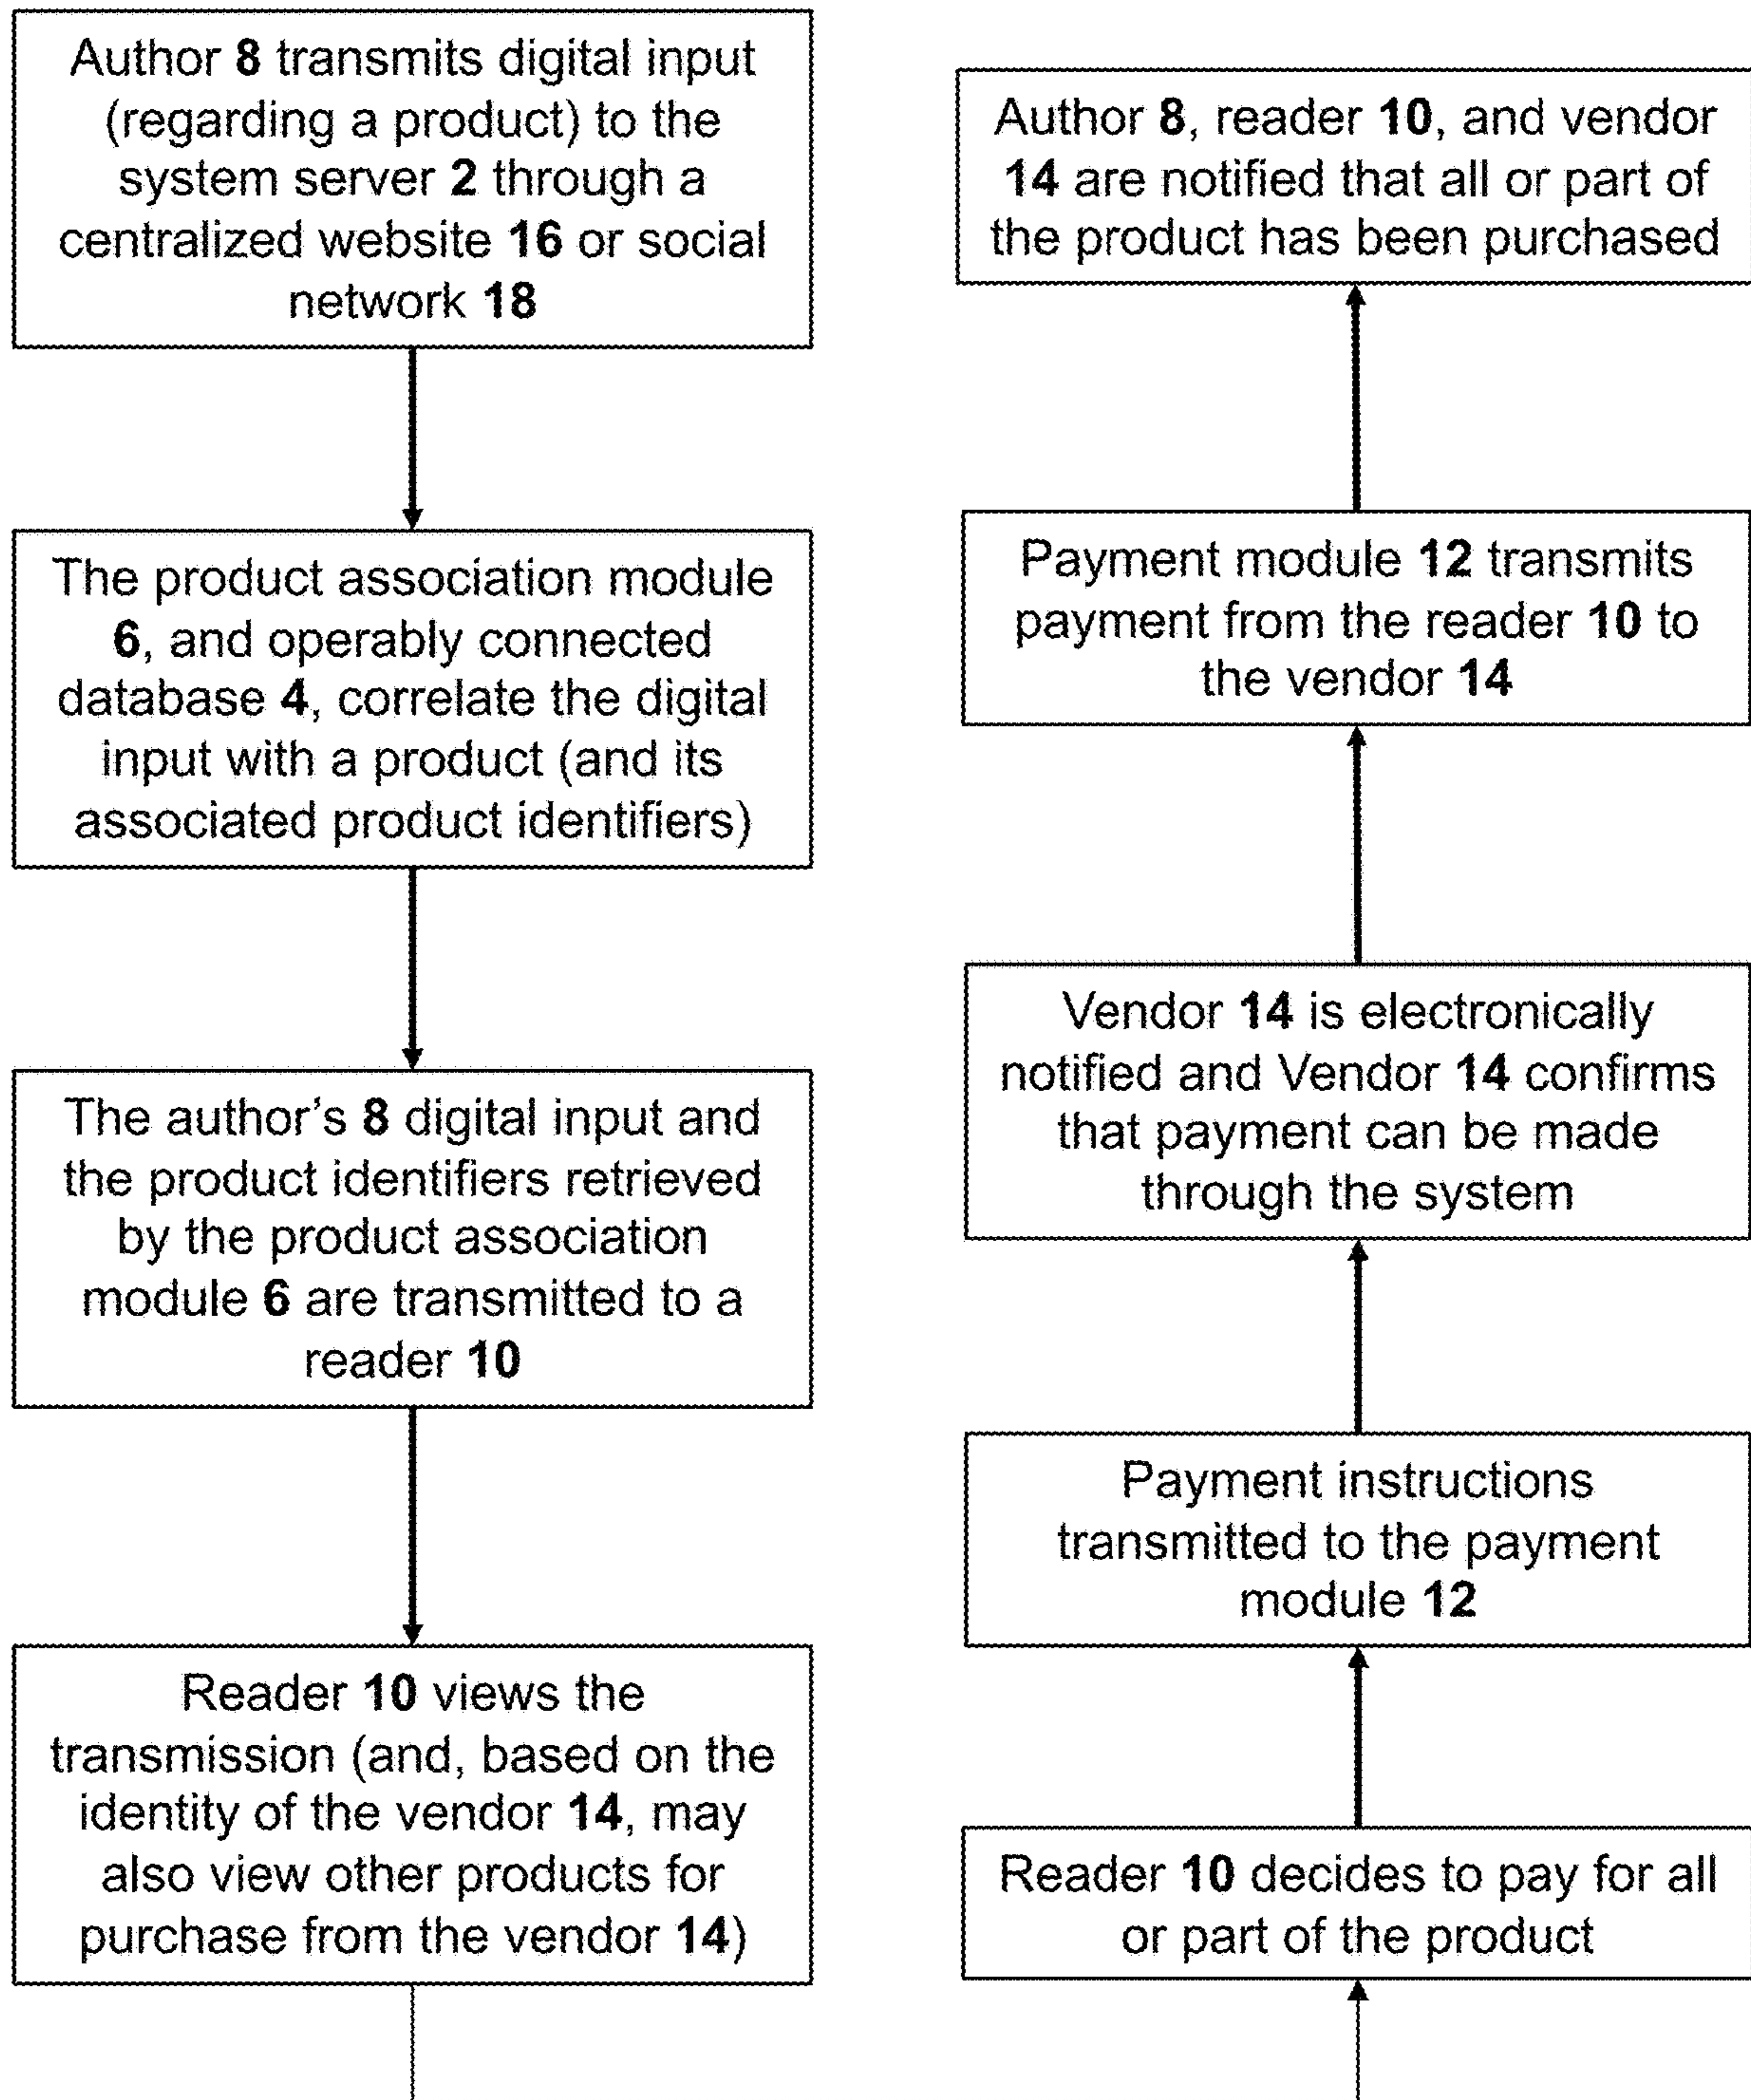 Author 8 transmits digital input
(regarding a product) to the
system server 2 through a
centralized website 16 or social
network 18
The product association module
6, and operably connected
database 4, correlate the digital
input with a product (and its
associated product identifiers)
The author’s 8 digital input and
the product identifiers retrieved
by the product association
module 6 are transmitted to a
reader 10
Reader 10 views the
transmission (and, based on the
identity of the vendor 14, may
also view other products for
purchase from the vendor 14)
Reader 10 decides to pay for all
or part of the product
Payment instructions
transmitted to the payment
module 12
Vendor 14 is electronically
notified and Vendor 14 confirms
that payment can be made
through the system
Payment module 12 transmits
payment from the reader 10 to
the vendor 14
Author 8, reader 10, and vendor
14 are notified that all or part of
the product has been purchased